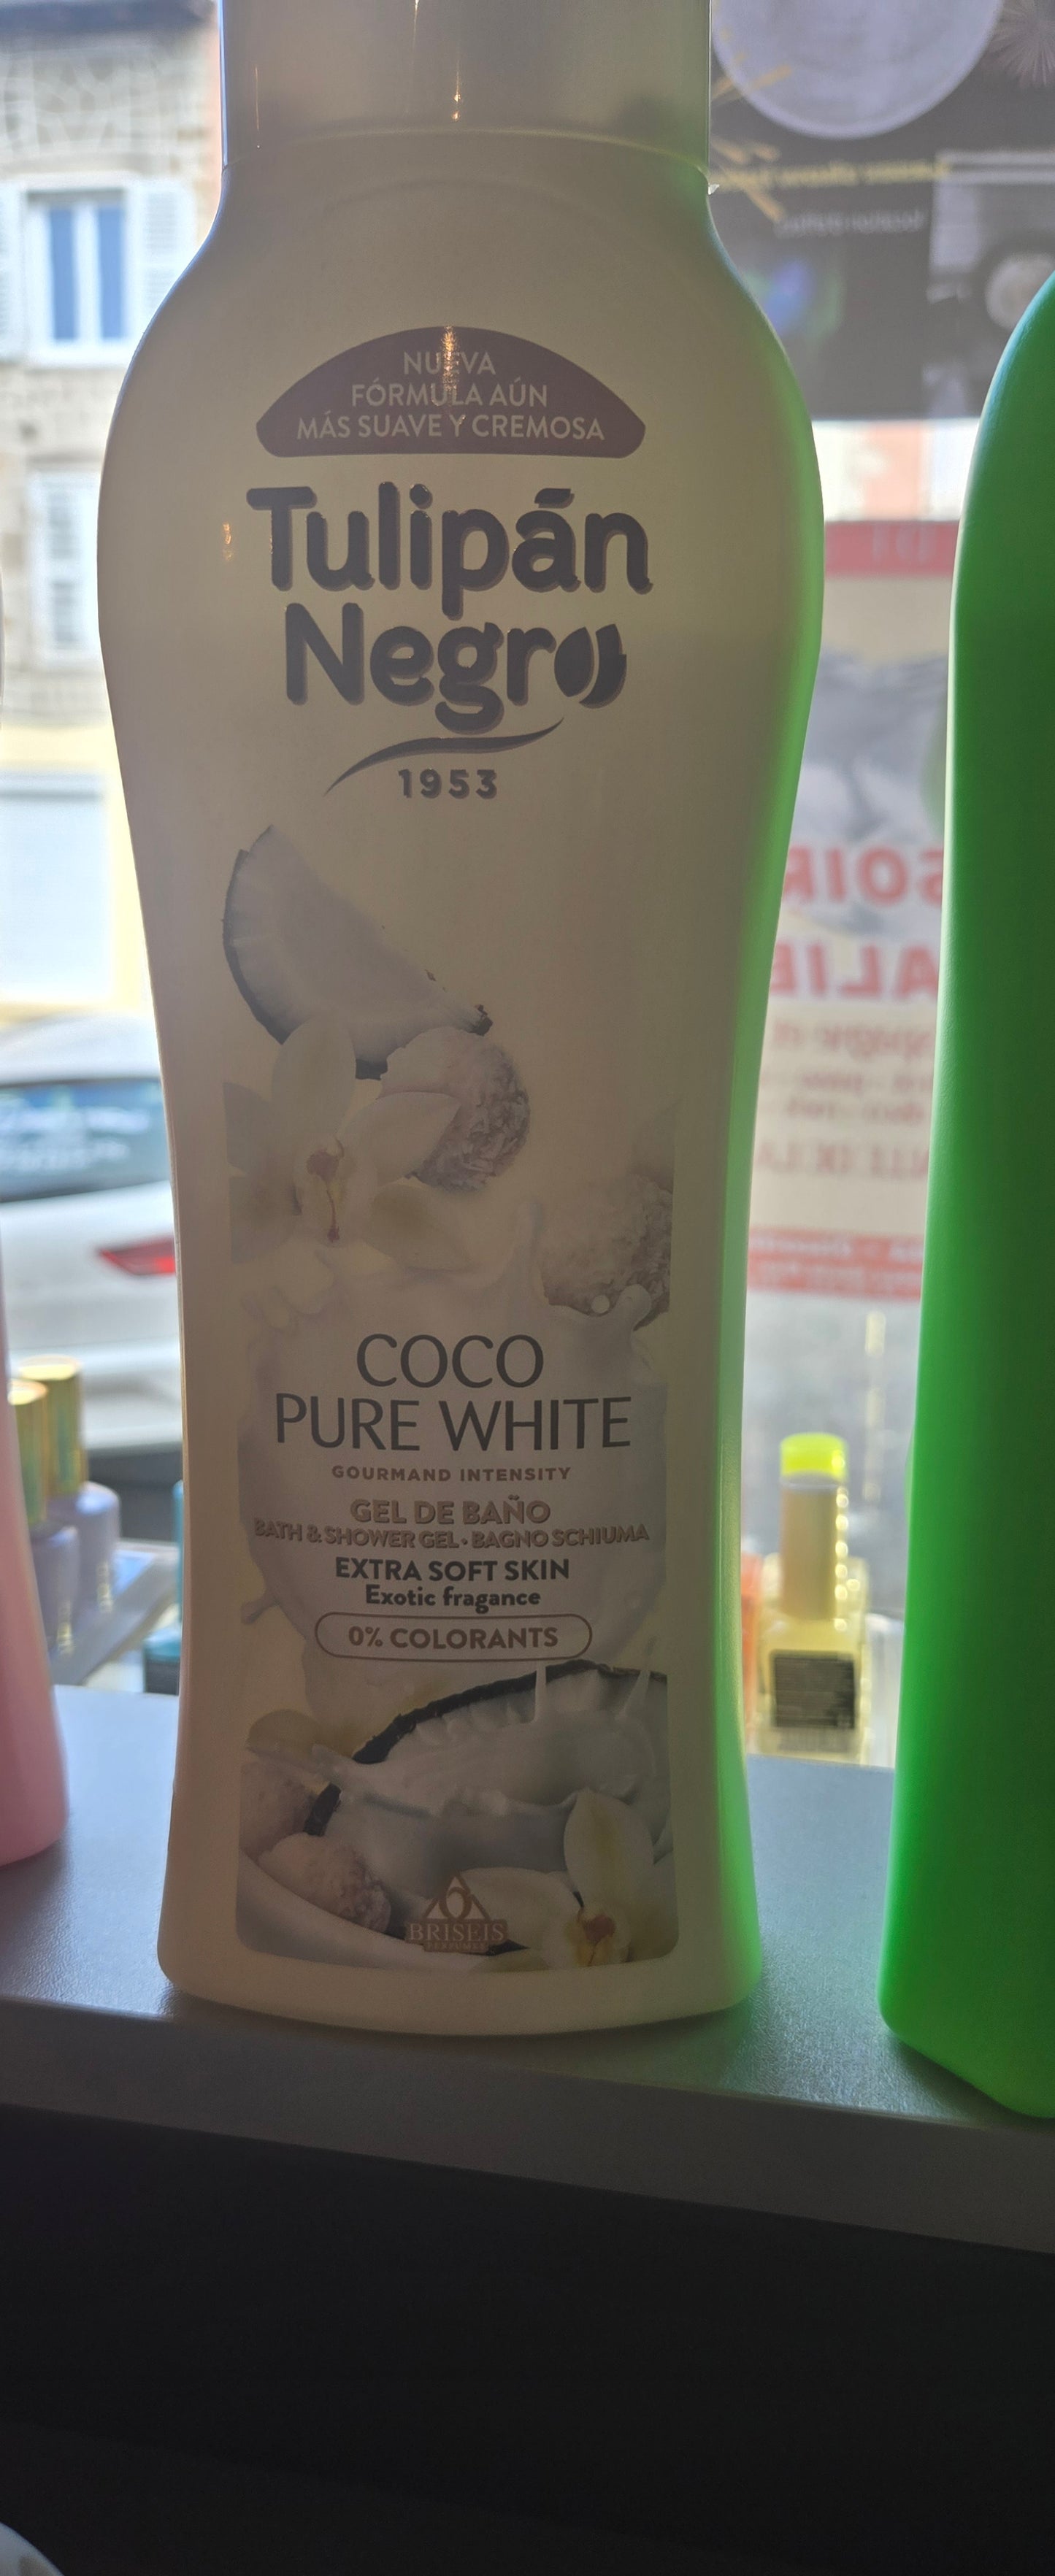 NUEVA
FÓRMULA AÚN
MÁS SUAVE Y CREMOSA
Tulipán
Negro
1953
COCO
PURE WHITE
GOURMAND INTENSITY
GEL DE BAÑO
BATH & SHOWER GEL • BAGNO SCHIUMA
EXTRA SOFT SKIN
Exotic fragance
0% COLORANTS
BRISEIS
PERFUMES